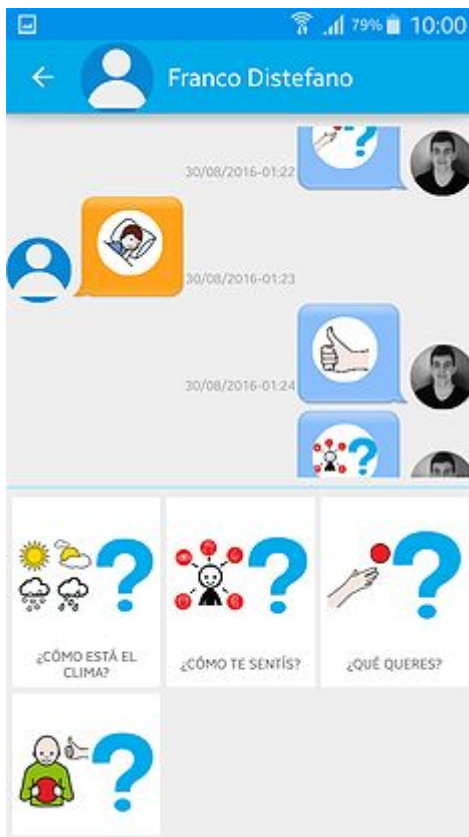 79% 10:00
Franco Distefano
30/08/2016-01:22
30/08/2016-01:23
30/08/2016-01:24
¿CÓMO ESTÁ EL
CLIMA?
¿CÓMO TE SENTÍS?
¿QUÉ QUERES?